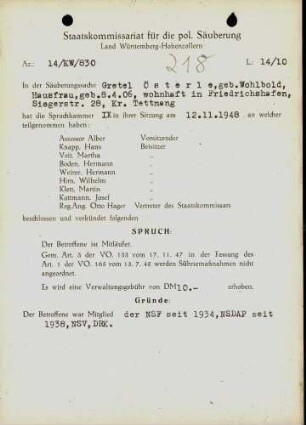 Staatskommissariat für die pol. Säuberung
Land Württemberg-Hohenzollern
Az.: 14/KW/830 218 L: 14/10
In der Säuberungssache Gretel Ö s t e r l e,geb.Wohlbold,
Hausfrau,geb.8.4.06, wohnhaft in Friedrichshafen,
Siegerstr. 28, Kr. Tettnang
hat die Spruchkammer IX in ihrer Sitzung am 12.11.1948 , an welcher
teilgenommen haben:
Assessor Alber Vorsitzender
Knapp, Hans Beisitzer
Veit, Martha "
Boden, Hermann "
Weizer, Hermann "
Hirn, Wilhelm "
Klett, Martin "
Kattmann, Josef "
Reg.Ang. Otto Hager Vertreter des Staatskommissars
beschlossen und verkündet folgenden
SPRUCH:
Der Betroffene ist Mitläufer.
Gem. Art. 3 der VO. 133 vom 17. 11. 47 in der Fassung des
Art. 1 der VO. 165 vom 13. 7. 48 werden Sühnemaßnahmen nicht
angeordnet.
Es wird eine Verwaltungsgebühr von DM 10.- erhoben.
Gründe:
Der Betroffene war Mitglied der NSF seit 1934,NSDAP seit
1938,NSV,DRK.